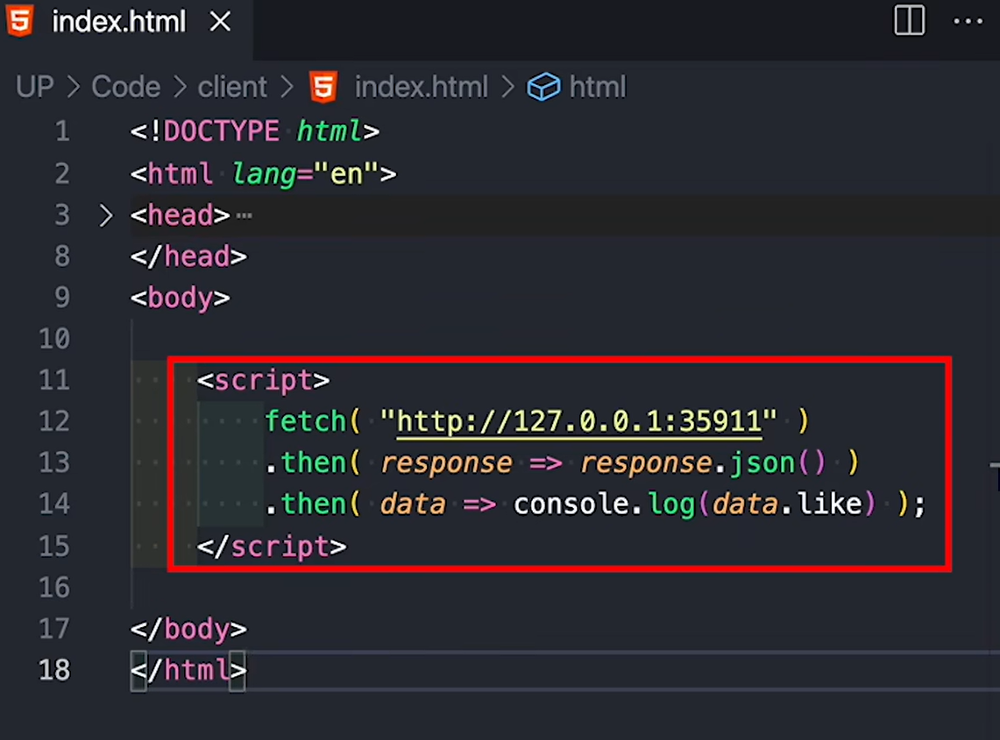 index.html
UP > Code > client > index.html > html
1 <!DOCTYPE html>
2 <html lang="en">
3 <head>
8 </head>
9 <body>
10
11 <script>
12 fetch( "http://127.0.0.1:35911" )
13 .then( response => response.json() )
14 .then( data => console.log(data.like) );
15 </script>
16
17 </body>
18 </html>